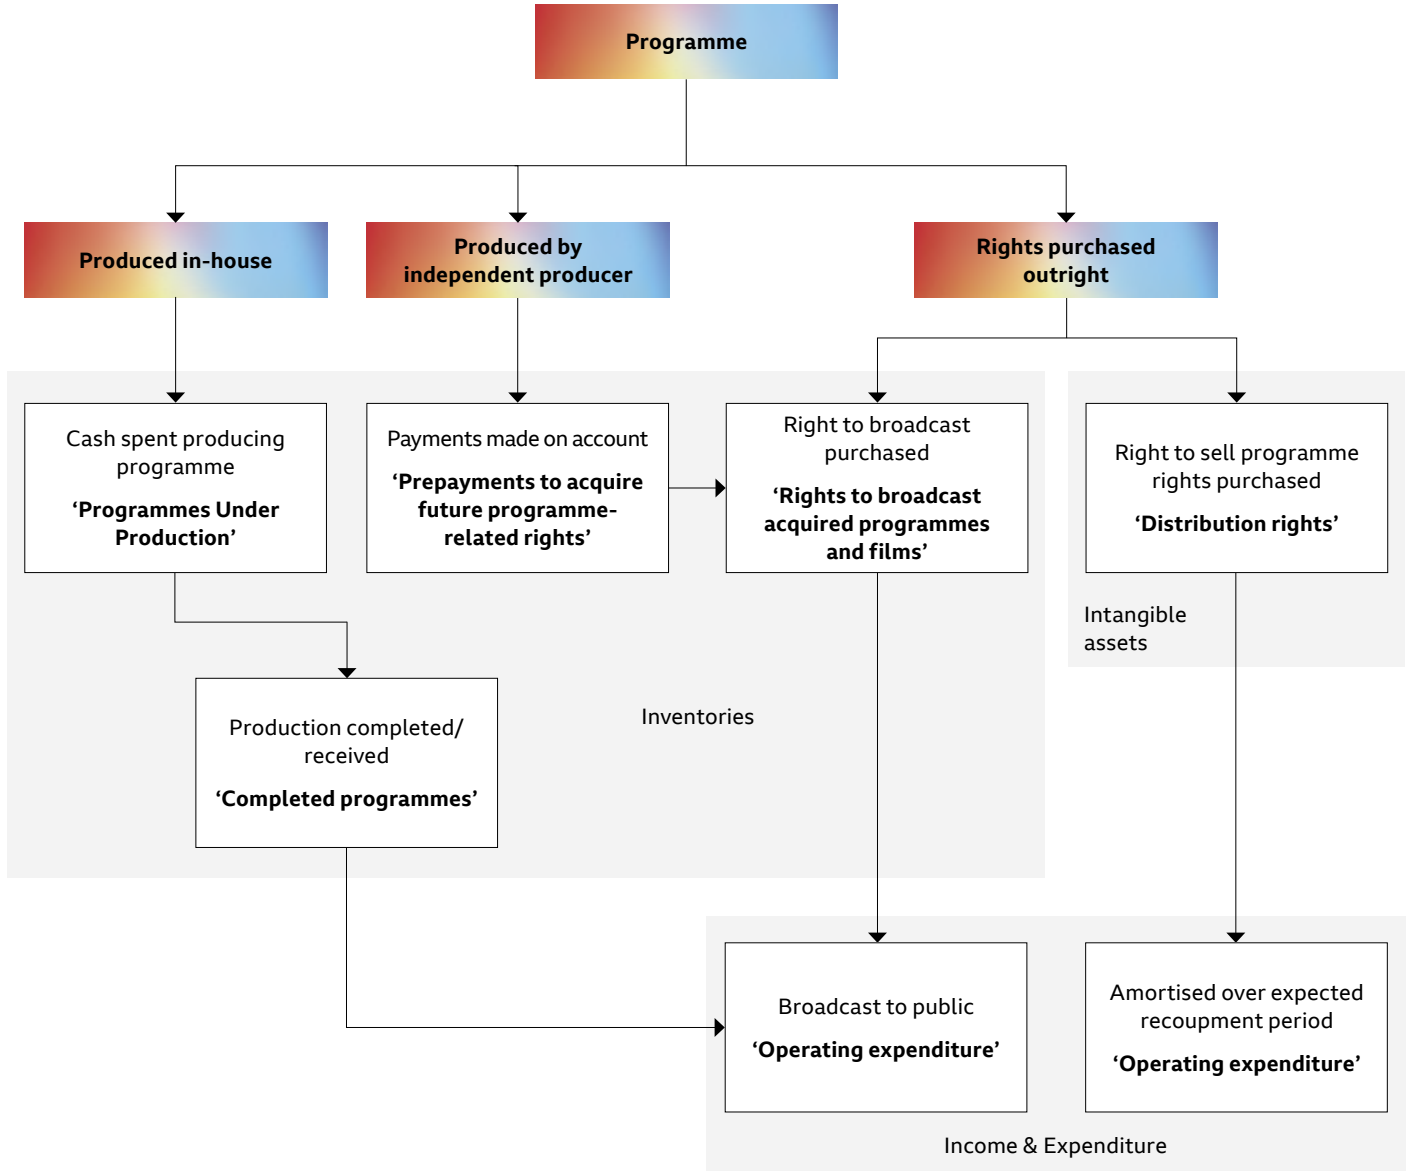 Programme
Produced in-house
Produced by
independent producer
Rights purchased
outright
Cash spent producing
programme
‘Programmes Under
Production’
Payments made on account
‘Prepayments to acquire
future programme-
related rights’
Right to broadcast
purchased
‘Rights to broadcast
acquired programmes
and films’
Right to sell programme
rights purchased
‘Distribution rights’
Intangible
assets
Production completed/
received
‘Completed programmes’
Inventories
Broadcast to public
‘Operating expenditure’
Amortised over expected
recoupment period
‘Operating expenditure’
Income & Expenditure